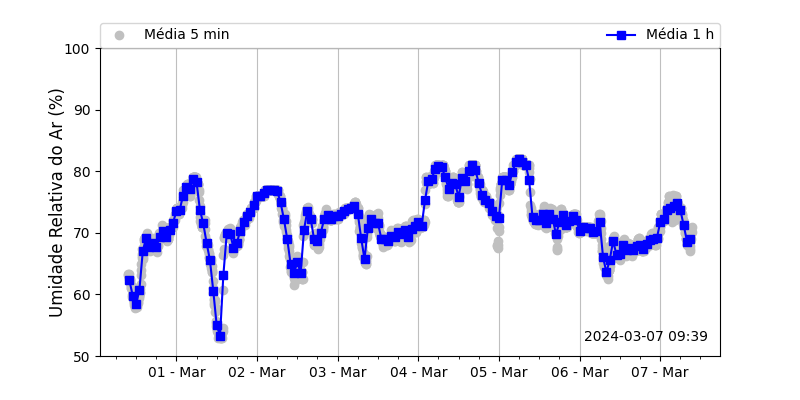 Média 5 min
Média 1 h
Umidade Relativa do Ar (%)
100
90
80
70
60
50
2024-03-07 09:39
01 - Mar
02 - Mar
03 - Mar
04 - Mar
05 - Mar
06 - Mar
07 - Mar